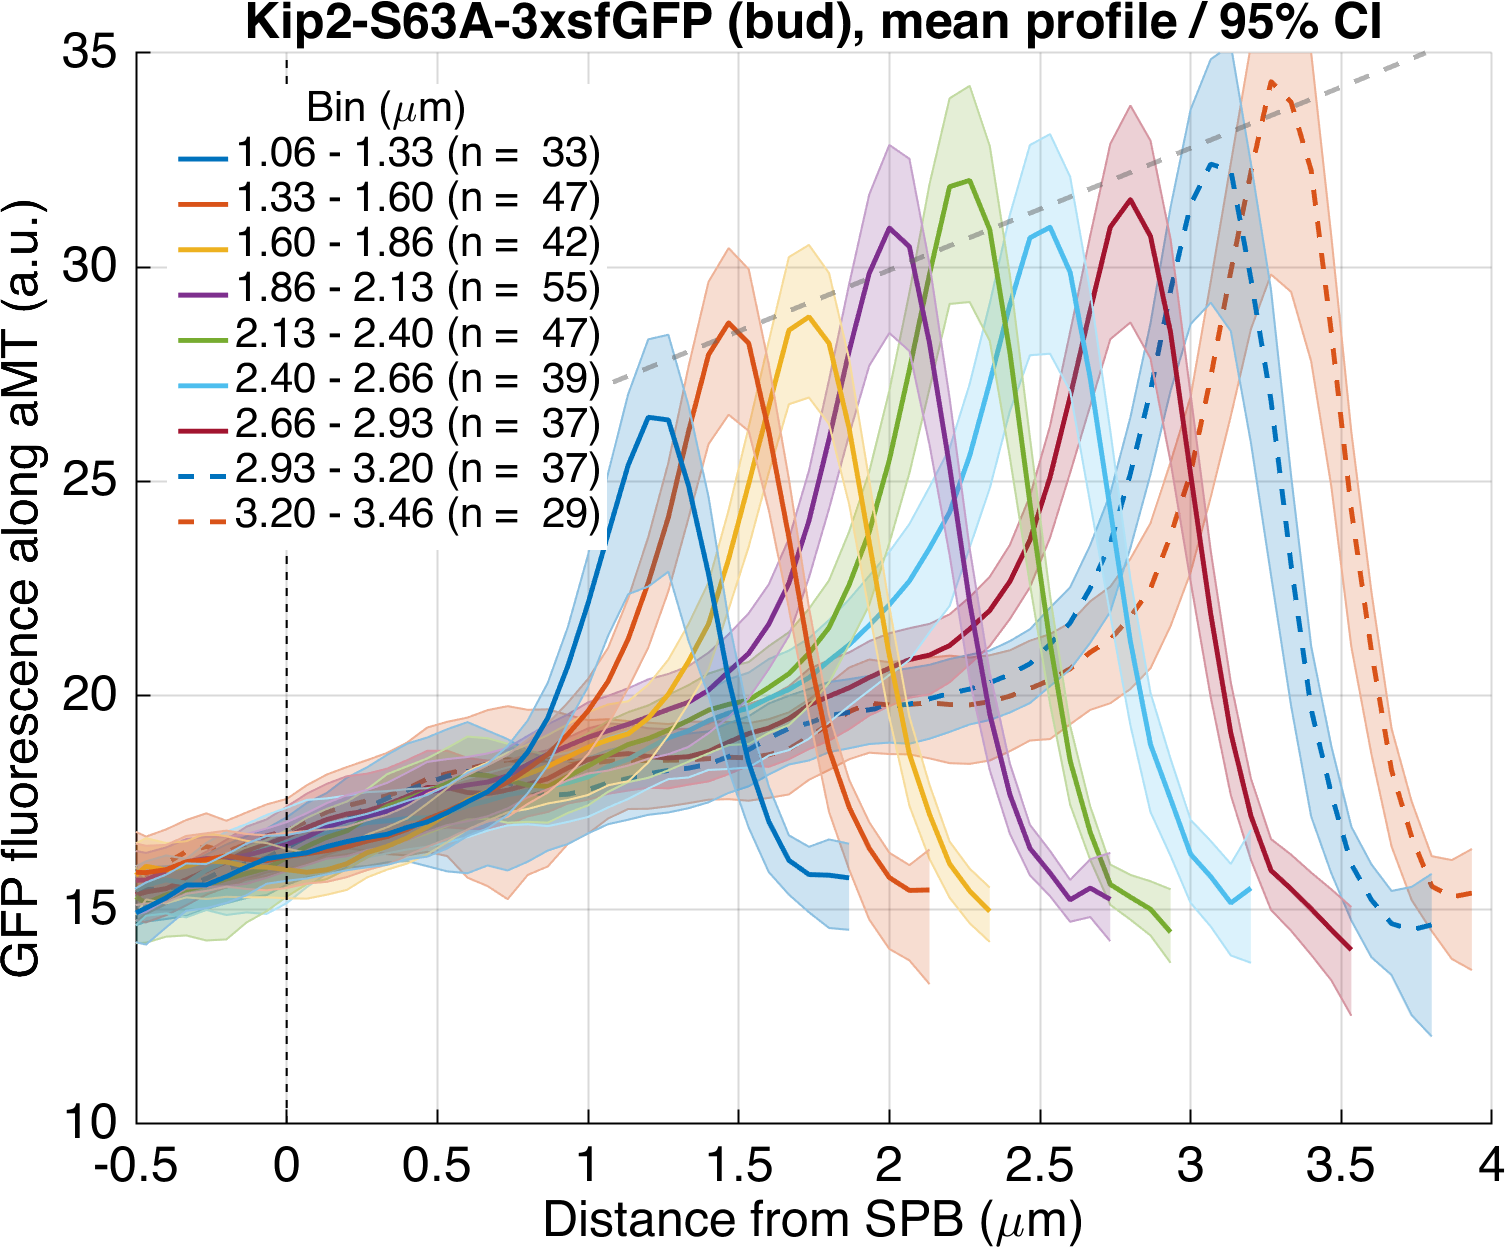 Kip2-S63A-3xsfGFP (bud), mean profile / 95% CI
GFP fluorescence along aMT (a.u.)
35
30
25
20
15
10
Bin (μm)
1.06 - 1.33 (n = 33)
1.33 - 1.60 (n = 47)
1.60 - 1.86 (n = 42)
1.86 - 2.13 (n = 55)
2.13 - 2.40 (n = 47)
2.40 - 2.66 (n = 39)
2.66 - 2.93 (n = 37)
2.93 - 3.20 (n = 37)
3.20 - 3.46 (n = 29)
-0.5 0 0.5 1 1.5 2 2.5 3 3.5 4
Distance from SPB (μm)